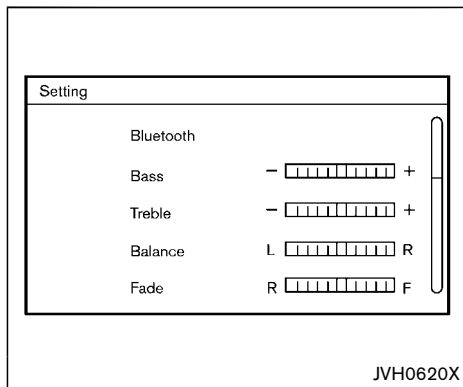 Setting
Bluetooth
Bass - +
Treble - +
Balance L R
Fade R F
JVH0620X